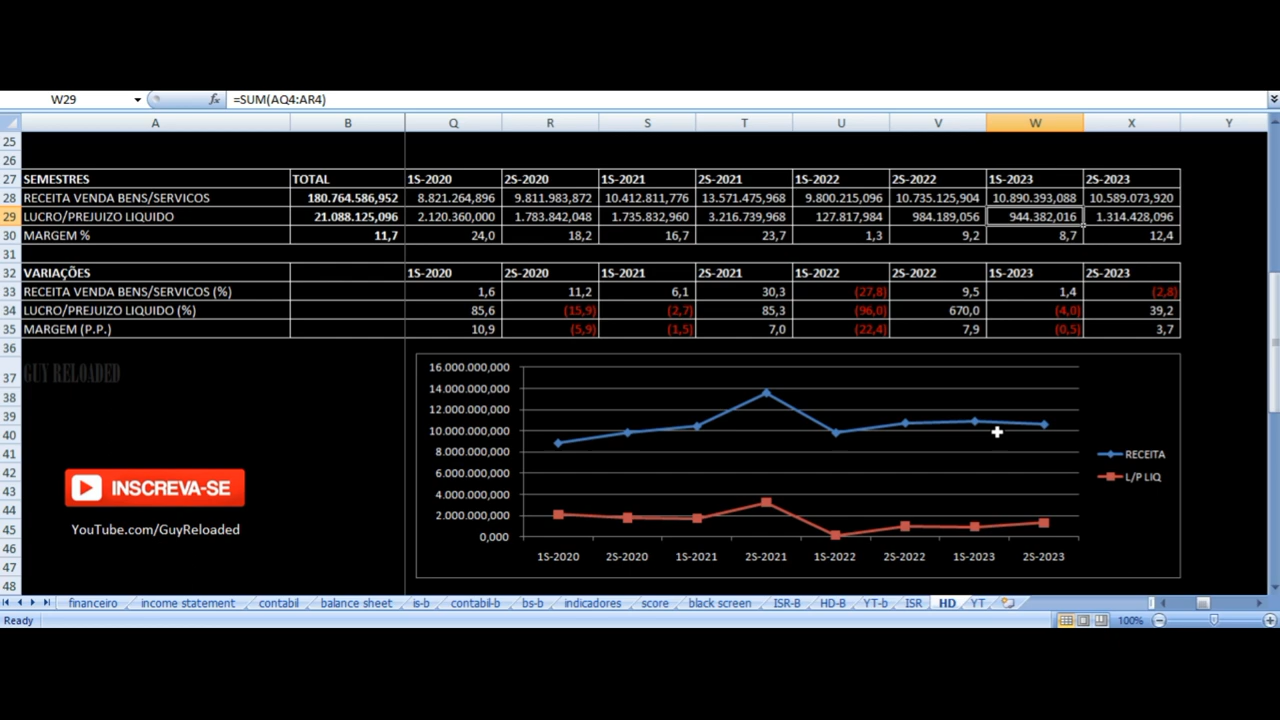 W29 fx =SUM(AQ4:AR4)
A B Q R S T U V W X Y
25
26
27 SEMESTRES TOTAL 1S-2020 2S-2020 1S-2021 2S-2021 1S-2022 2S-2022 1S-2023 2S-2023
28 RECEITA VENDA BENS/SERVICOS 180.764.586,952 8.821.264,896 9.811.983,872 10.412.811,776 13.571.475,968 9.800.215,096 10.735.125,904 10.890.393,088 10.589.073,920
29 LUCRO/PREJUIZO LIQUIDO 21.088.125,096 2.120.360,000 1.783.842,048 1.735.832,960 3.216.739,968 127.817,984 984.189,056 944.382,016 1.314.428,096
30 MARGEM % 11,7 24,0 18,2 16,7 23,7 1,3 9,2 8,7 12,4
31
32 VARIAÇÕES 1S-2020 2S-2020 1S-2021 2S-2021 1S-2022 2S-2022 1S-2023 2S-2023
33 RECEITA VENDA BENS/SERVICOS (%) 1,6 11,2 6,1 30,3 (27,8) 9,5 1,4 (2,8)
34 LUCRO/PREJUIZO LIQUIDO (%) 85,6 (15,9) (2,7) 85,3 (96,0) 670,0 (4,0) 39,2
35 MARGEM (P.P.) 10,9 (5,9) (1,5) 7,0 (22,4) 7,9 (0,5) 3,7
36
37 GUY RELOADED
38
39
40
41
42
43
44
45
46
47
48
INSCREVA-SE
YouTube.com/GuyReloaded
16.000.000,000
14.000.000,000
12.000.000,000
10.000.000,000
8.000.000,000
6.000.000,000
4.000.000,000
2.000.000,000
0,000
1S-2020 2S-2020 1S-2021 2S-2021 1S-2022 2S-2022 1S-2023 2S-2023
RECEITA
L/P LIQ
financeiro income statement contabil balance sheet is-b contabil-b bs-b indicadores score black screen ISR-B HD-B YT-b ISR HD YT
Ready 100%